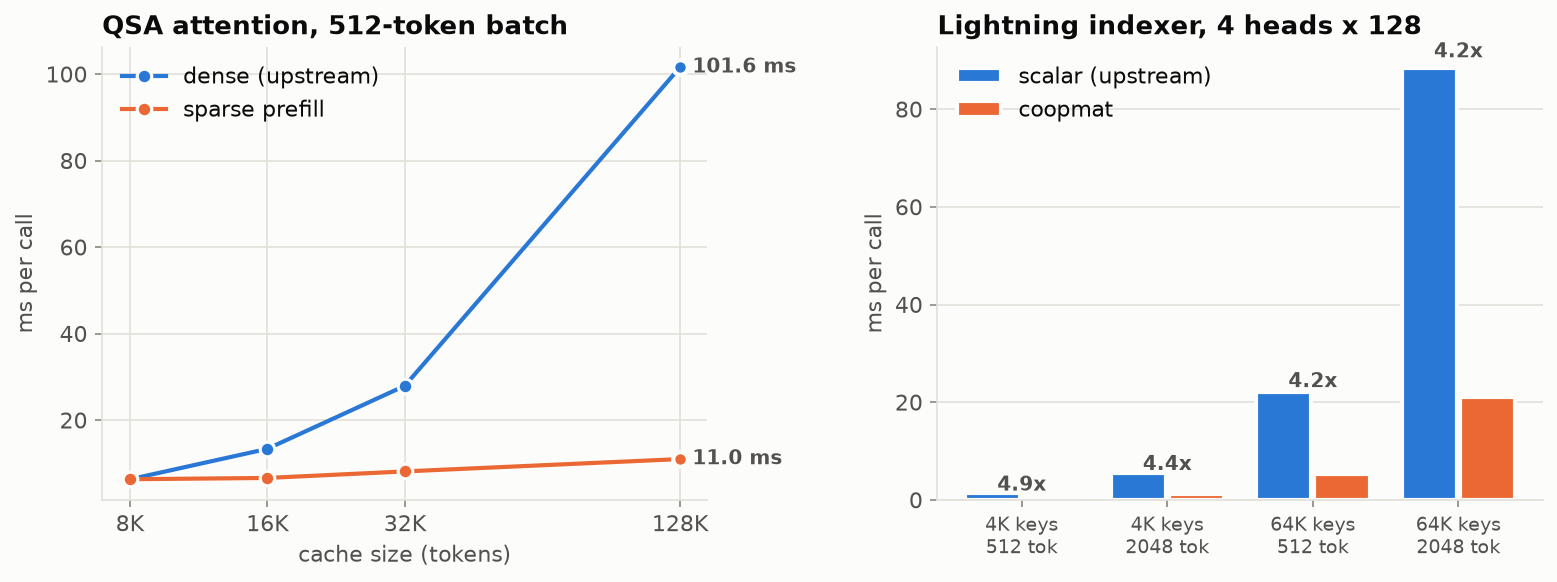 QSA attention, 512-token batch
dense (upstream)
sparse prefill
101.6 ms
11.0 ms
100
80
60
40
20
ms per call
8K
16K
32K
128K
cache size (tokens)
Lightning indexer, 4 heads x 128
scalar (upstream)
coopmat
4.9x
4.4x
4.2x
4.2x
80
60
40
20
0
ms per call
4K keys
512 tok
4K keys
2048 tok
64K keys
512 tok
64K keys
2048 tok